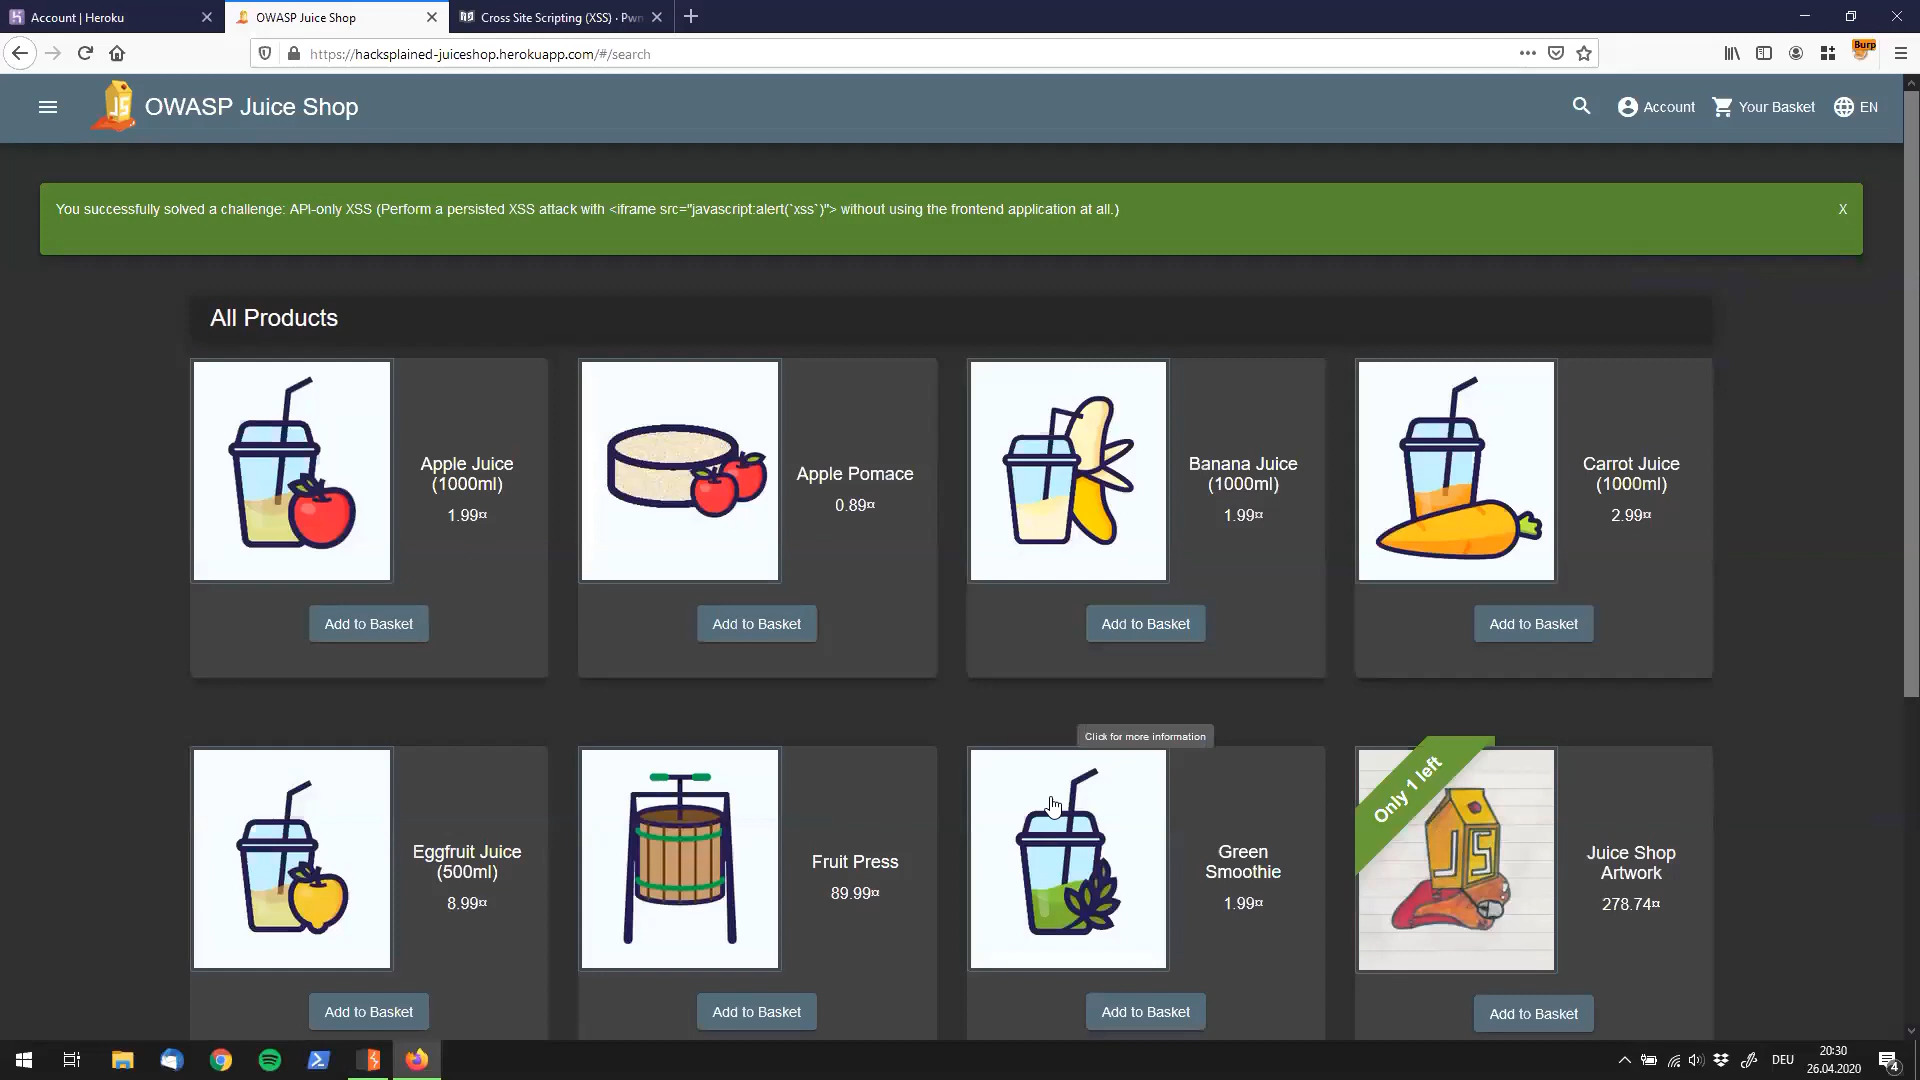 Account | Heroku
OWASP Juice Shop
Cross Site Scripting (XSS) · Pwn
https://hacksplained-juiceshop.herokuapp.com/#/search
Burp
JS
OWASP Juice Shop
Account
Your Basket
EN
You successfully solved a challenge: API-only XSS (Perform a persisted XSS attack with <iframe src="javascript:alert(`xss`)"> without using the frontend application at all.)
X
All Products
Apple Juice
(1000ml)
1.99¤
Add to Basket
Apple Pomace
0.89¤
Add to Basket
Banana Juice
(1000ml)
1.99¤
Add to Basket
Carrot Juice
(1000ml)
2.99¤
Add to Basket
Click for more information
Eggfruit Juice
(500ml)
8.99¤
Add to Basket
Fruit Press
89.99¤
Add to Basket
Green
Smoothie
1.99¤
Add to Basket
Only 1 left
JS
Juice Shop
Artwork
278.74¤
Add to Basket
DEU
20:30
26.04.2020
4